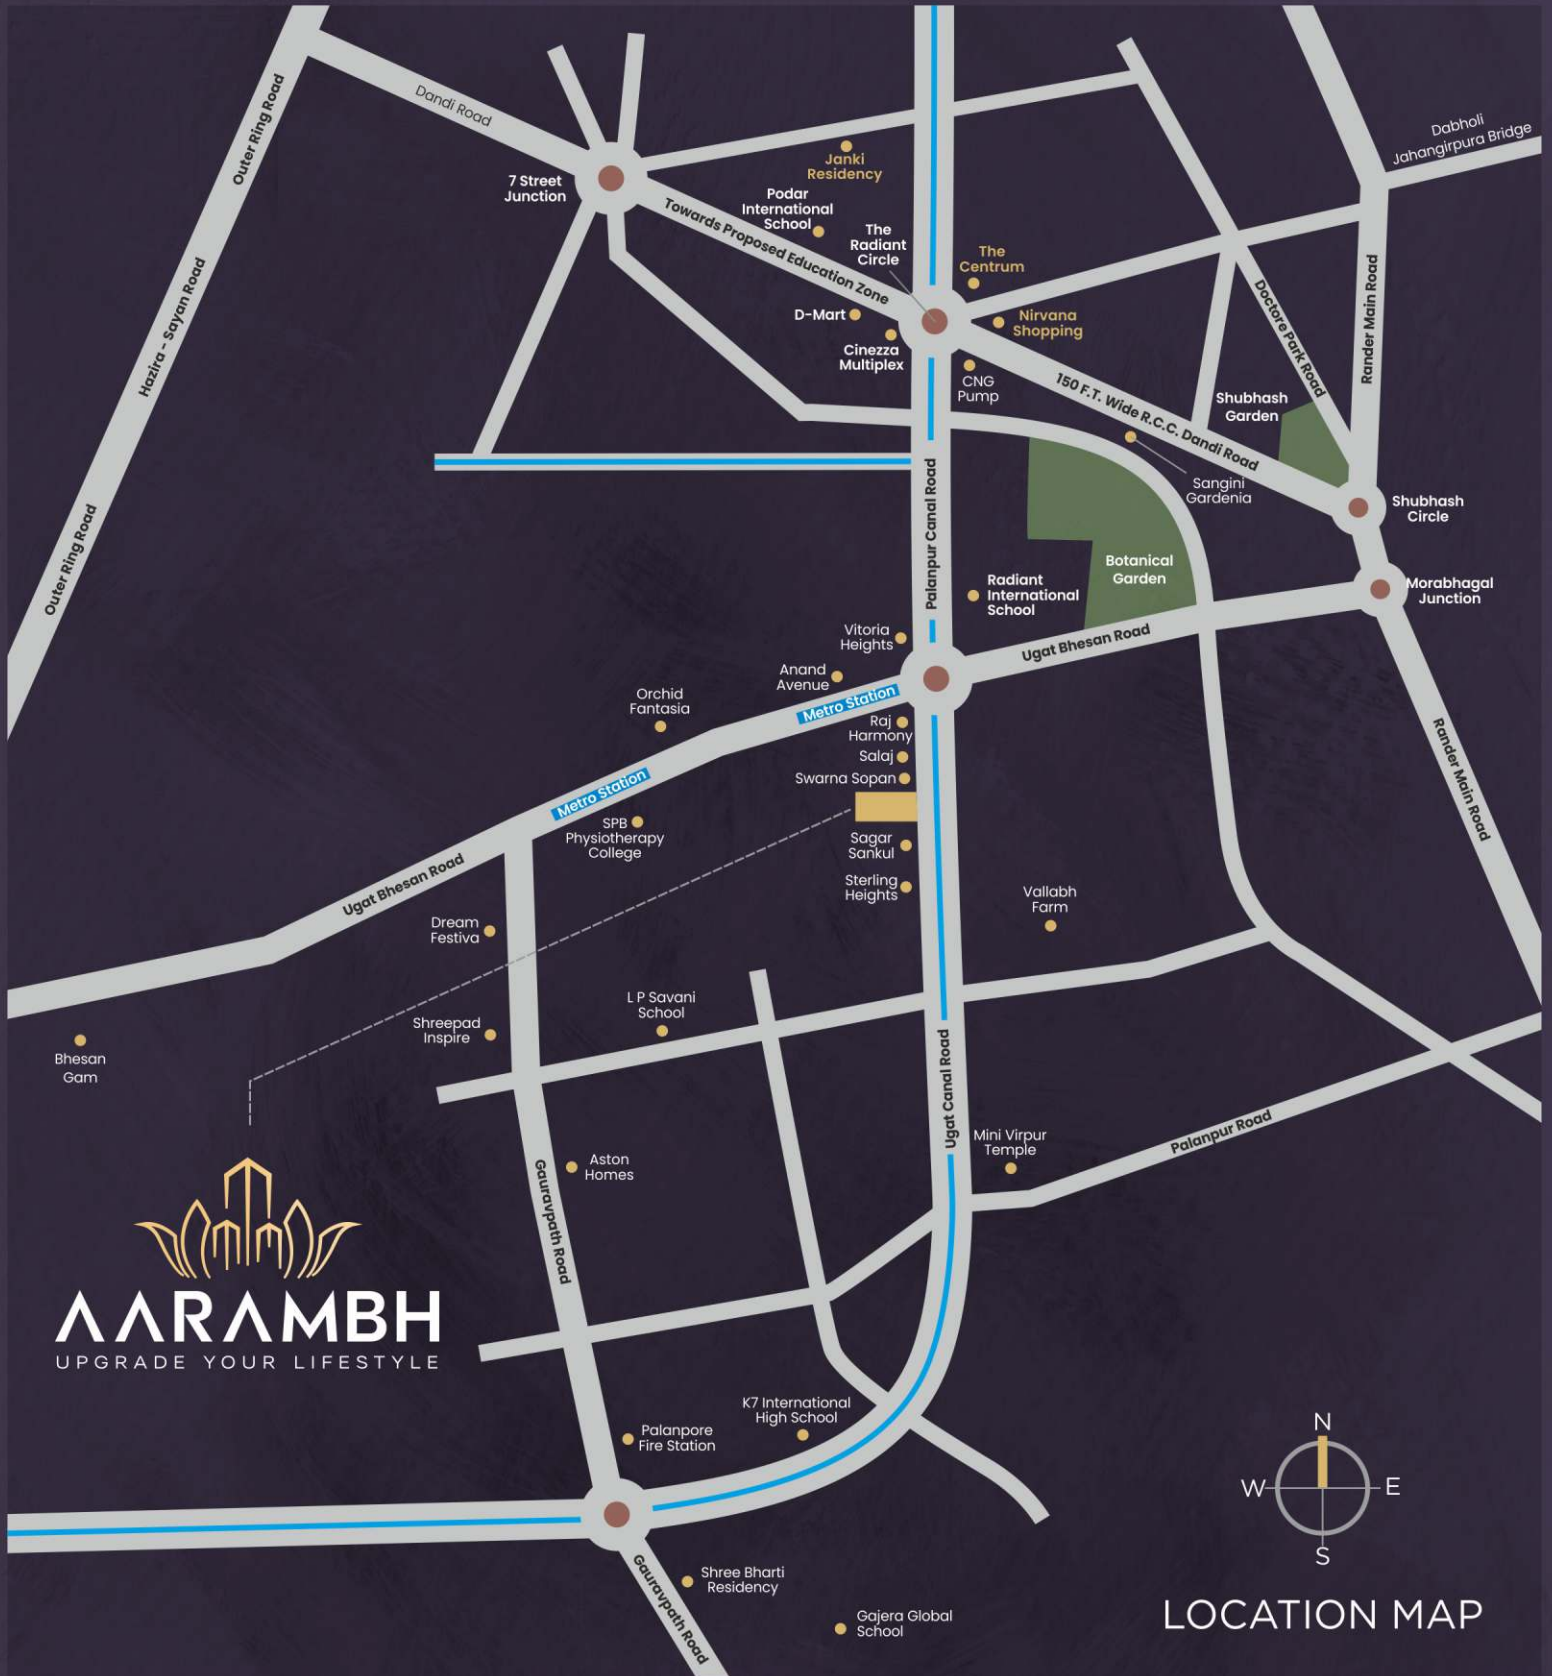 Outer Ring Road
Dandi Road
Dabholi
Jahangirpura Bridge
Janki
Residency
7 Street
Junction
Podar
International
School
Towards Proposed Education Zone
The
Radiant
Circle
The
Centrum
Hazira - Sayan Road
D-Mart
Nirvana
Shopping
Doctore Park Road
Rander Main Road
Cinezza
Multiplex
CNG
Pump
150 F.T. Wide R.C.C. Dandi Road
Shubhash
Garden
Sangini
Gardenia
Shubhash
Circle
Outer Ring Road
Palanpur Canal Road
Botanical
Garden
Radiant
International
School
Morabhagal
Junction
Vitoria
Heights
Ugat Bhesan Road
Anand
Avenue
Orchid
Fantasia
Metro Station
Raj
Harmony
Salaj
Swarna Sopan
Metro Station
Rander Main Road
SPB
Physiotherapy
College
Sagar
Sankul
Sterling
Heights
Ugat Bhesan Road
Vallabh
Farm
Dream
Festiva
L P Savani
School
Shreepad
Inspire
Bhesan
Gam
Ugat Canal Road
Mini Virpur
Temple
Palanpur Road
Aston
Homes
Gauravpath Road
AARAMBH
UPGRADE YOUR LIFESTYLE
K7 International
High School
Palanpore
Fire Station
N
W
E
S
Shree Bharti
Residency
Gauravpath Road
Gajera Global
School
LOCATION MAP